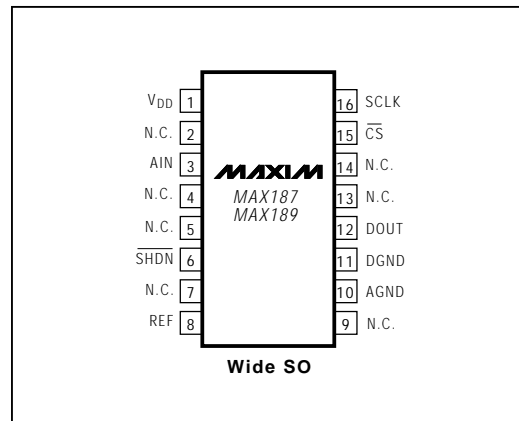 VDD 1
N.C. 2
AIN 3
N.C. 4
N.C. 5
SHDN 6
N.C. 7
REF 8
MAXIM
MAX187
MAX189
16 SCLK
15 CS
14 N.C.
13 N.C.
12 DOUT
11 DGND
10 AGND
9 N.C.
Wide SO